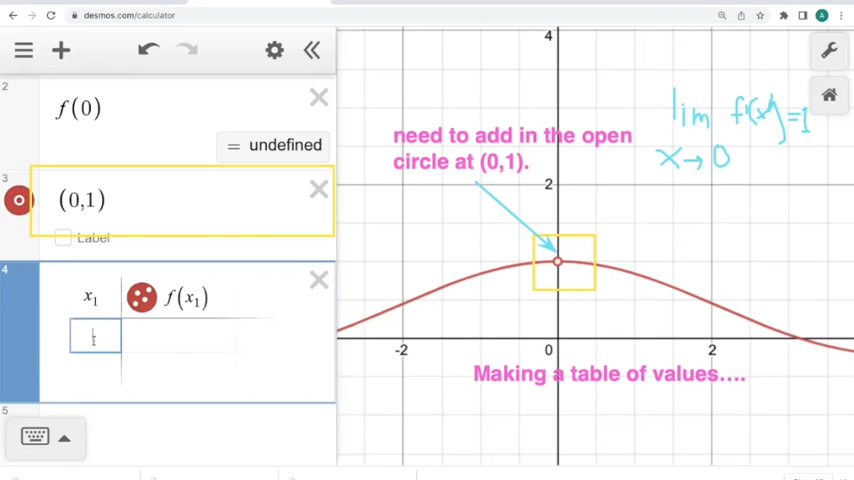 desmos.com/calculator
A
2
f(0)
= undefined
3
(0,1)
Label
4
x₁ f(x₁)
5
need to add in the open
circle at (0,1).
lim f(x)=1
x→0
4
2
-2 0 2
Making a table of values....